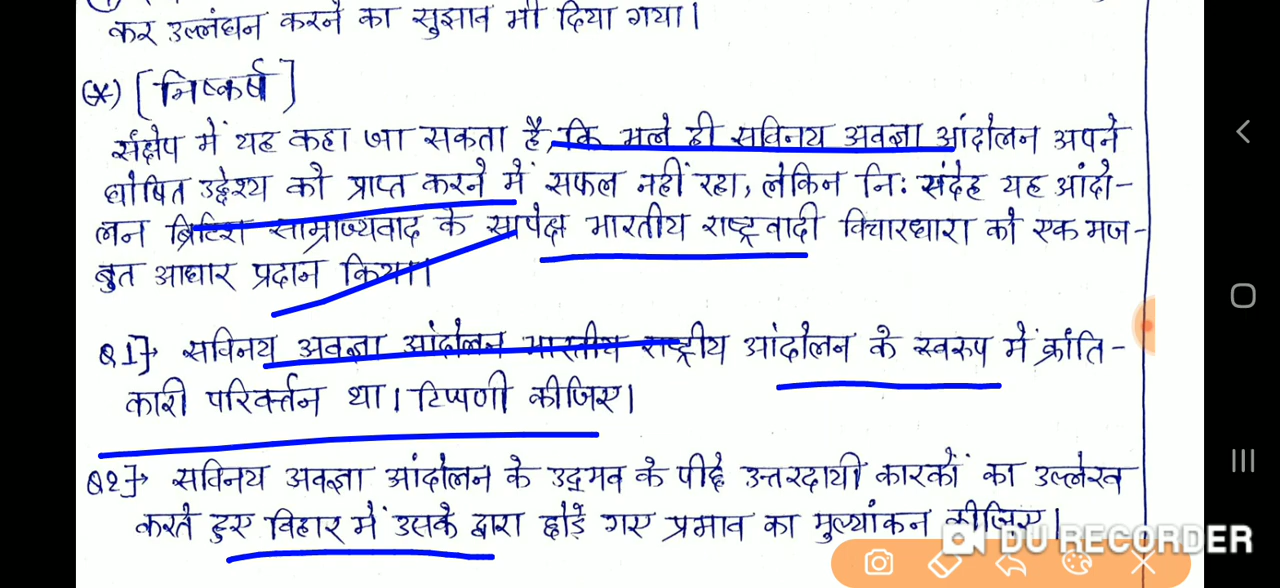 कर उल्लंघन करने का सुझाव भी दिया गया।
(*) [निष्कर्ष]
संक्षेप में यह कहा जा सकता है, कि भले ही सविनय अवज्ञा आंदोलन अपने
घोषित उद्देश्य को प्राप्त करने में सफल नहीं रहा, लेकिन नि: संदेह यह आंदो-
लन ब्रिटिश साम्राज्यवाद के सापेक्ष भारतीय राष्ट्रवादी विचारधारा को एक मज-
बुत आधार प्रदान किया।
Q1]→ सविनय अवज्ञा आंदोलन भारतीय राष्ट्रीय आंदोलन के स्वरुप में क्रांति-
कारी परिवर्त्तन था। टिप्पणी कीजिए।
Q2]→ सविनय अवज्ञा आंदोलन के उद्भव के पीछे उत्तरदायी कारकों का उल्लेख
करते हुए बिहार में उसके द्वारा छोड़े गए प्रभाव का मुल्यांकन कीजिए।
DU RECORDER